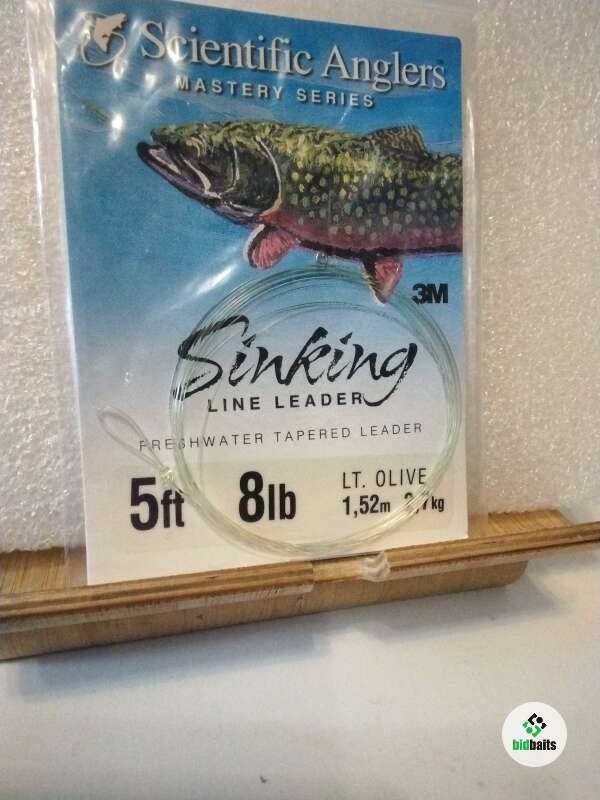 Scientific Anglers
MASTERY SERIES
3M
Sinking
LINE LEADER
FRESHWATER TAPERED LEADER
5ft 8lb LT. OLIVE
1,52m
bidbaits